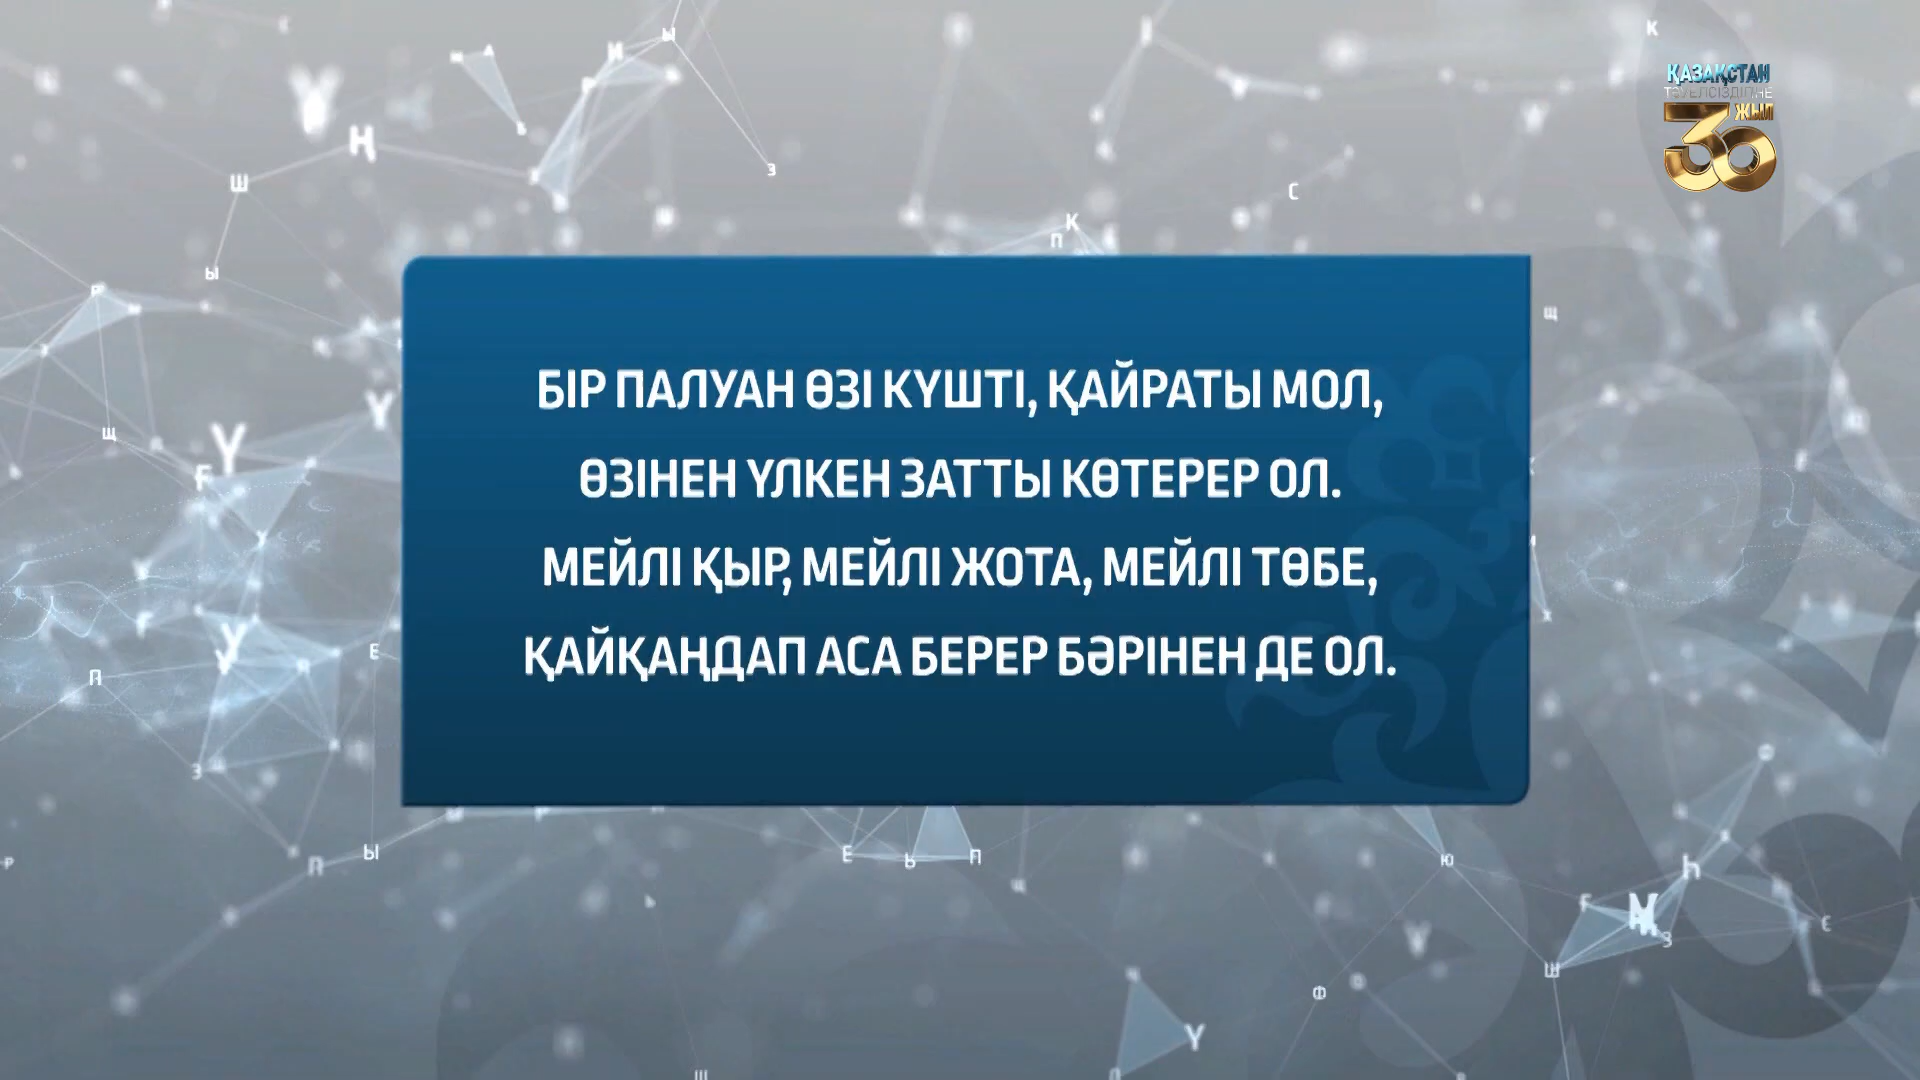 ҚАЗАҚСТАН
ТӘУЕЛСІЗДІГІНЕ
30 ЖЫЛ
БІР ПАЛУАН ӨЗІ КҮШТІ, ҚАЙРАТЫ МОЛ,
ӨЗІНЕН ҮЛКЕН ЗАТТЫ КӨТЕРЕР ОЛ.
МЕЙЛІ ҚЫР, МЕЙЛІ ЖОТА, МЕЙЛІ ТӨБЕ,
ҚАЙҚАҢДАП АСА БЕРЕР БӘРІНЕН ДЕ ОЛ.